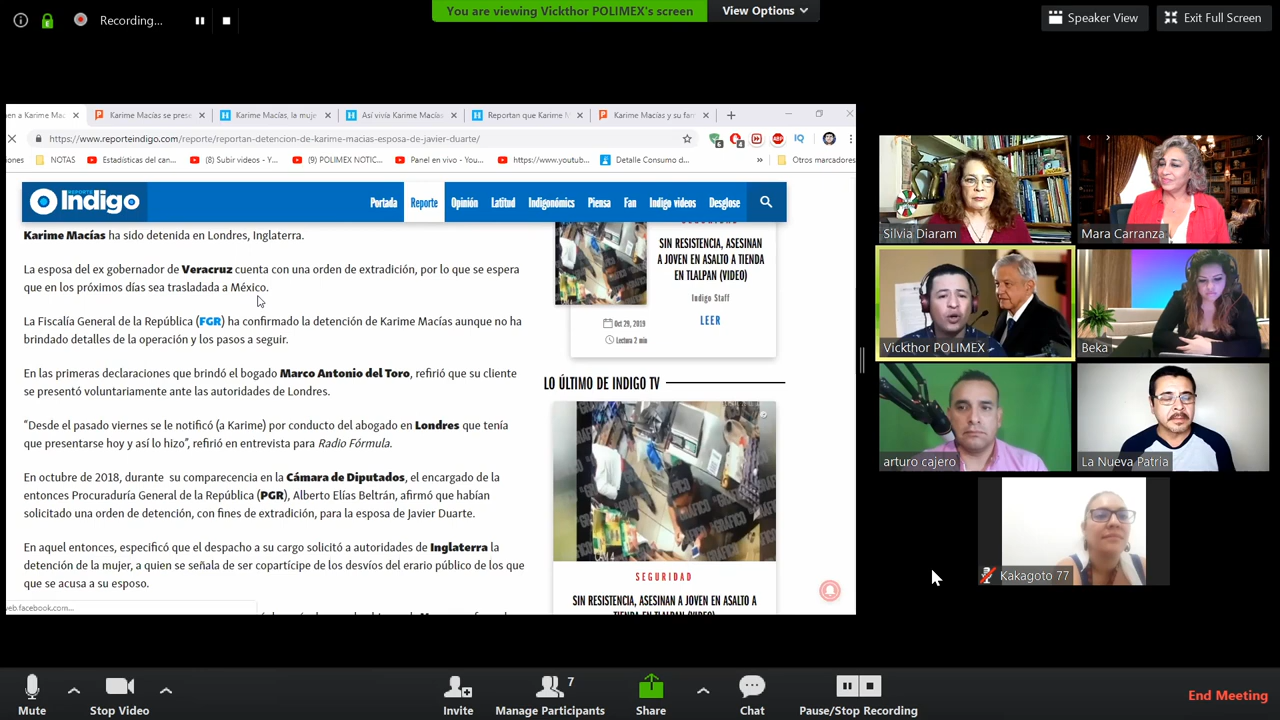 Recording...
You are viewing Vickthor POLIMEX's screen
View Options
Speaker View
Exit Full Screen
Karime Macías se prese
Karime Macías, la muje
Así vivía Karime Macías
Reportan que Karime M
Karime Macías y su fam
https://www.reporteindigo.com/reporte/reportan-detencion-de-karime-macias-esposa-de-javier-duarte/
NOTAS
Estadísticas del can...
(8) Subir videos - Y...
(9) POLIMEX NOTIC...
Panel en vivo - You...
https://www.youtub...
Detalle Consumo d...
»
Otros marcadores
REPORTE
Indigo
Portada
Reporte
Opinión
Latitud
Indigonómics
Piensa
Fan
Indigo videos
Desglose
Karime Macías ha sido detenida en Londres, Inglaterra.
La esposa del ex gobernador de Veracruz cuenta con una orden de extradición, por lo que se espera
que en los próximos días sea trasladada a México.
La Fiscalía General de la República (FGR) ha confirmado la detención de Karime Macías aunque no ha
brindado detalles de la operación y los pasos a seguir.
En las primeras declaraciones que brindó el bogado Marco Antonio del Toro, refirió que su cliente
se presentó voluntariamente ante las autoridades de Londres.
“Desde el pasado viernes se le notificó (a Karime) por conducto del abogado en Londres que tenía
que presentarse hoy y así lo hizo”, refirió en entrevista para Radio Fórmula.
En octubre de 2018, durante su comparecencia en la Cámara de Diputados, el encargado de la
entonces Procuraduría General de la República (PGR), Alberto Elías Beltrán, afirmó que habían
solicitado una orden de detención, con fines de extradición, para la esposa de Javier Duarte.
En aquel entonces, especificó que el despacho a su cargo solicitó a autoridades de Inglaterra la
detención de la mujer, a quien se señala de ser copartícipe de los desvíos del erario público de los que
que se acusa a su esposo.
web.facebook.com...
SIN RESISTENCIA, ASESINAN
A JOVEN EN ASALTO A TIENDA
EN TLALPAN (VIDEO)
Indigo Staff
LEER
Oct 29, 2019
Lectura 2 min
LO ÚLTIMO DE INDIGO TV
CAM 4
SEGURIDAD
SIN RESISTENCIA, ASESINAN A JOVEN EN ASALTO A
TIENDA EN TLALPAN (VIDEO)
Silvia Diaram
Mara Carranza
Vickthor POLIMEX
Beka
arturo cajero
La Nueva Patria
Kakagoto 77
Mute
Stop Video
Invite
7
Manage Participants
Share
Chat
Pause/Stop Recording
End Meeting